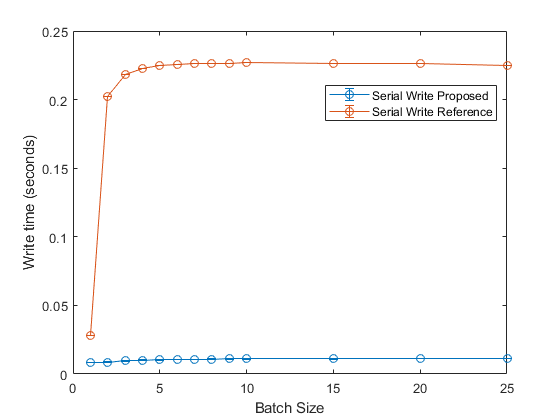 0.25
0.2
0.15
0.1
0.05
0
Write time (seconds)
Serial Write Proposed
Serial Write Reference
0 5 10 15 20 25
Batch Size